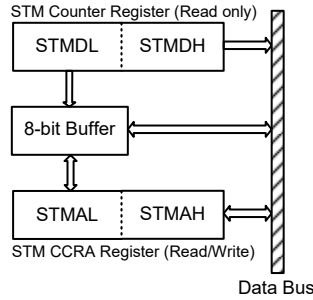 STM Counter Register (Read only)
STMDL STMDH
8-bit Buffer
STMAL STMAH
STM CCRA Register (Read/Write)
Data Bus